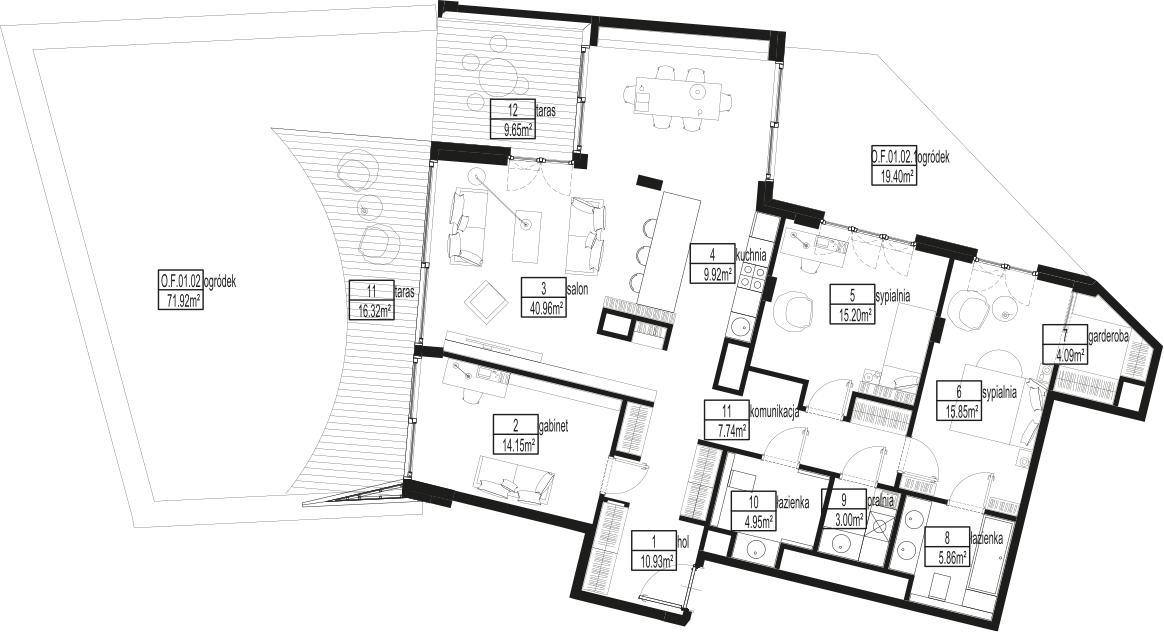 12 taras
9.65m²
O.F.01.02.1 ogródek
19.40m²
4 kuchnia
9.92m²
O.F.01.02 ogródek
71.92m²
11 taras
16.32m²
3 salon
40.96m²
5 sypialnia
15.20m²
7 garderoba
4.09m²
6 sypialnia
15.85m²
11 komunikacja
7.74m²
2 gabinet
14.15m²
10 łazienka
4.95m²
9 pralnia
3.00m²
1 hol
10.93m²
8 łazienka
5.86m²